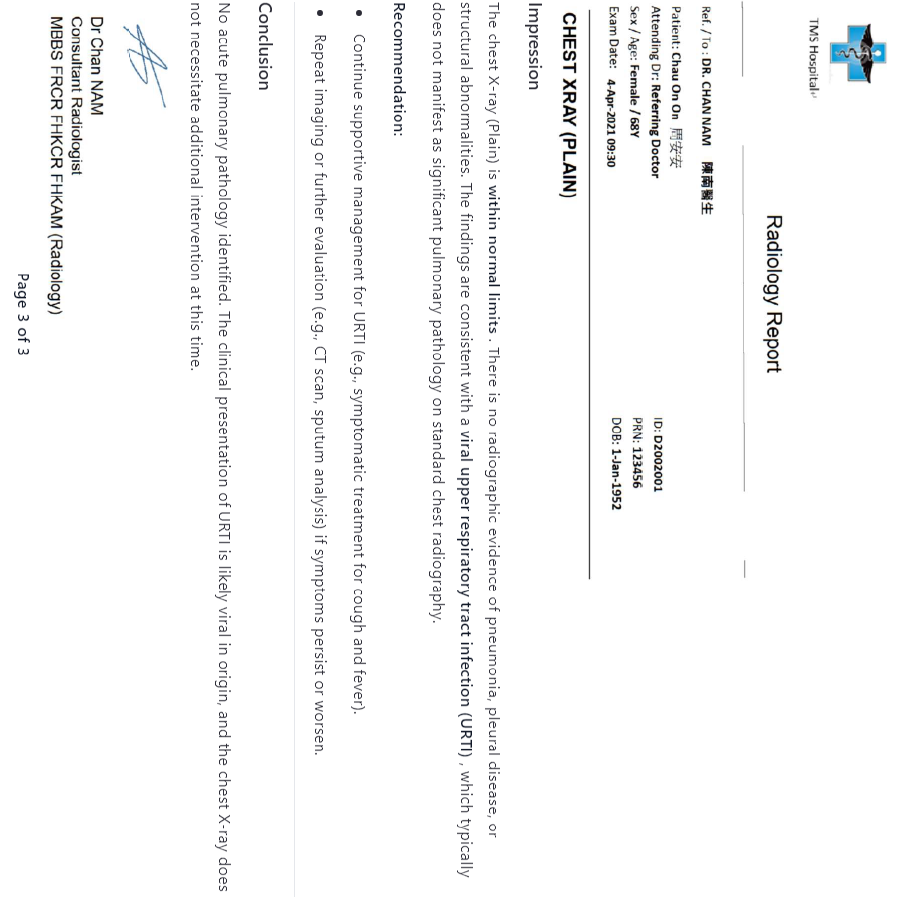 TMS Hospital
Radiology Report
Ref. / To : DR. CHAN NAM 陳南醫生
Patient: Chau On On 周安安 ID: D2002001
Attending Dr: Referring Doctor PRN: 123456
Sex / Age: Female / 68Y DOB: 1-Jan-1952
Exam Date: 4-Apr-2021 09:30
CHEST XRAY (PLAIN)
Impression
The chest X-ray (Plain) is within normal limits . There is no radiographic evidence of pneumonia, pleural disease, or
structural abnormalities. The findings are consistent with a viral upper respiratory tract infection (URTI) , which typically
does not manifest as significant pulmonary pathology on standard chest radiography.
Recommendation:
• Continue supportive management for URTI (e.g., symptomatic treatment for cough and fever).
• Repeat imaging or further evaluation (e.g., CT scan, sputum analysis) if symptoms persist or worsen.
Conclusion
No acute pulmonary pathology identified. The clinical presentation of URTI is likely viral in origin, and the chest X-ray does
not necessitate additional intervention at this time.
Dr Chan NAM
Consultant Radiologist
MBBS FRCR FHKCR FHKAM (Radiology)
Page 3 of 3